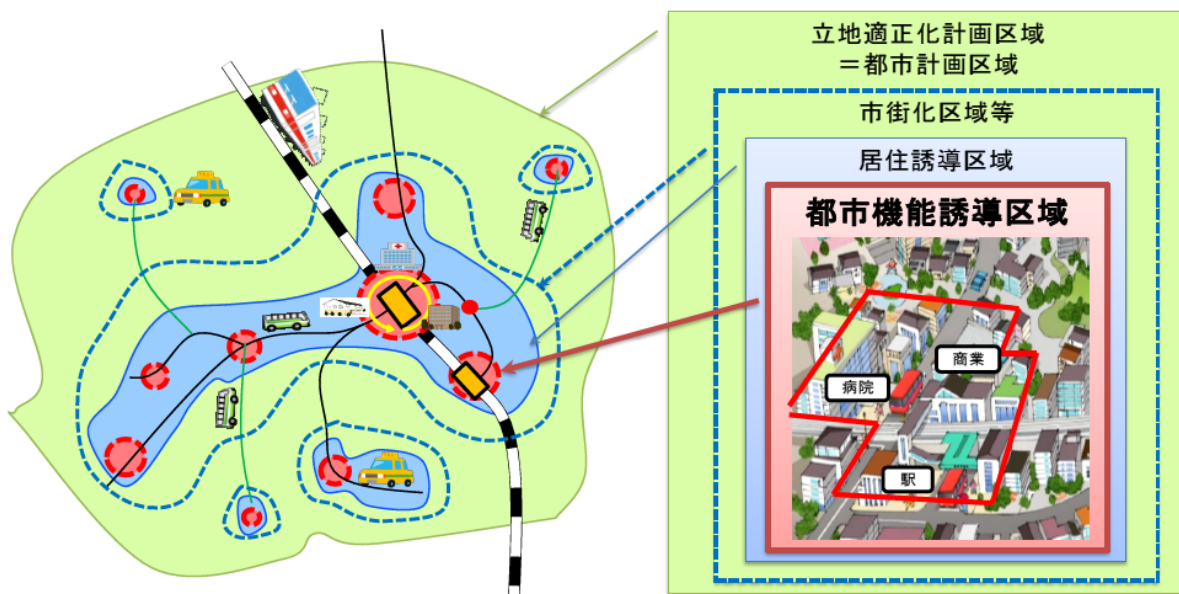 立地適正化計画区域
＝都市計画区域
市街化区域等
居住誘導区域
都市機能誘導区域
商業
病院
駅